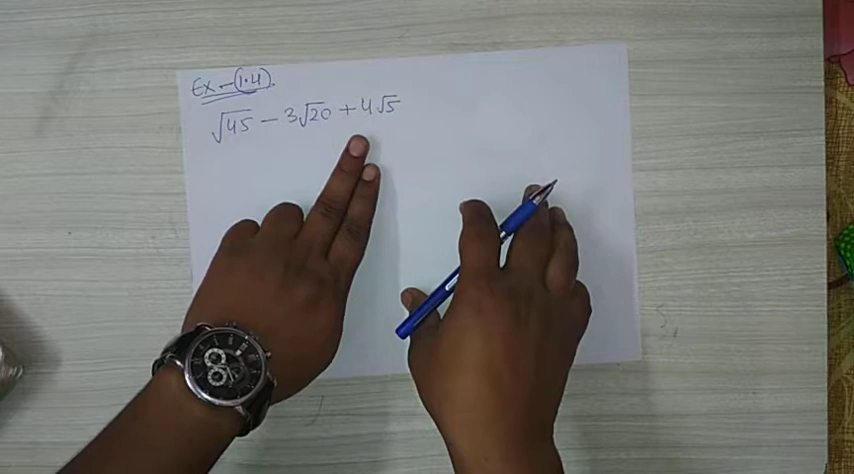 Ex - (1.4).
√45 - 3√20 + 4√5